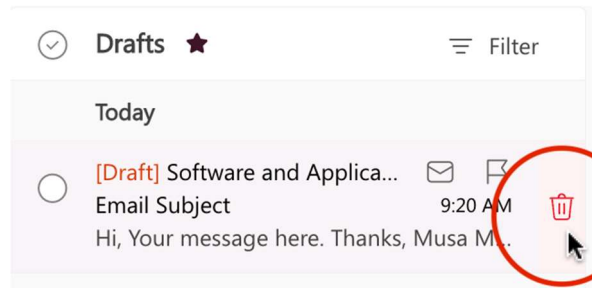 Drafts
Filter
Today
[Draft] Software and Applica...
Email Subject 9:20 AM
Hi, Your message here. Thanks, Musa M...